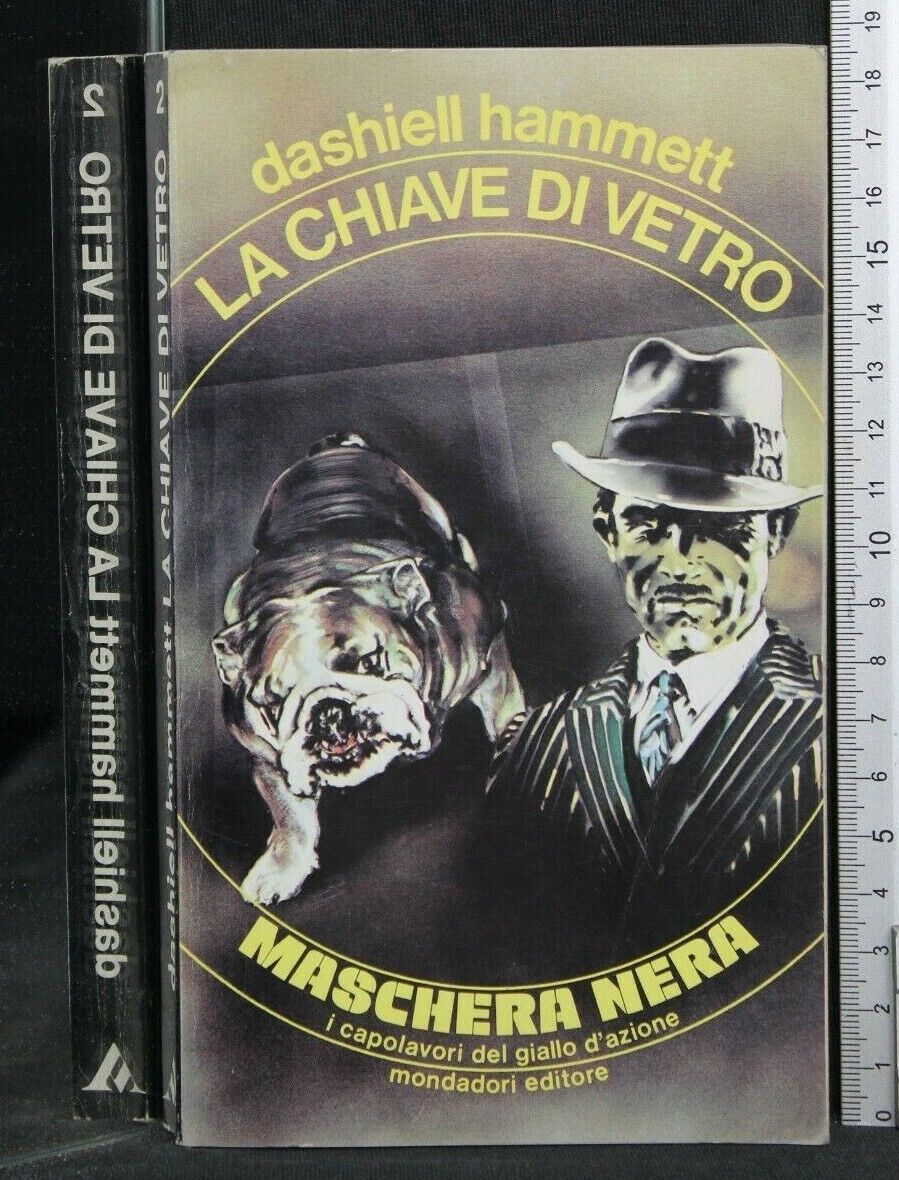 dashiell hammett
LA CHIAVE DI VETRO
MASCHERA NERA
i capolavori del giallo d'azione
mondadori editore
dashiell hammett LA CHIAVE DI VETRO 2
dashiell hammett LA CHIAVE DI VETRO 2
19
18
17
16
15
14
13
12
11
10
9
8
7
6
5
4
3
2
1
0